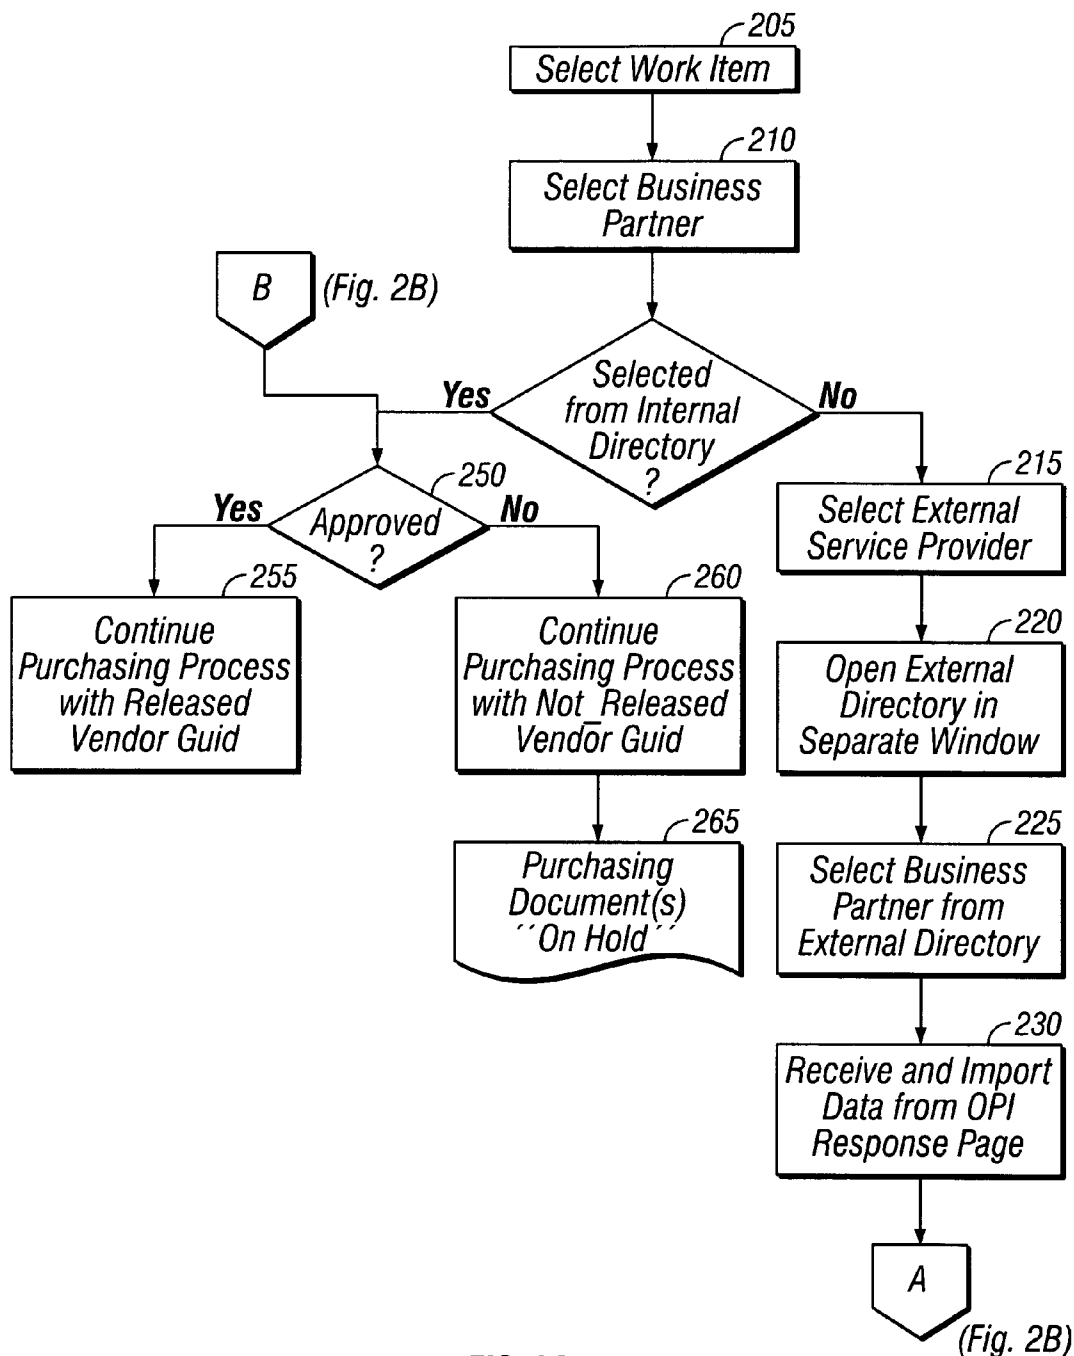 205
Select Work Item
210
Select Business
Partner
B
(Fig. 2B)
Selected
from Internal
Directory
?
Yes
No
215
Select External
Service Provider
250
Approved
?
Yes
No
255
Continue
Purchasing Process
with Released
Vendor Guid
260
Continue
Purchasing Process
with Not_Released
Vendor Guid
220
Open External
Directory in
Separate Window
265
Purchasing
Document(s)
´´On Hold´´
225
Select Business
Partner from
External Directory
230
Receive and Import
Data from OPI
Response Page
A
(Fig. 2B)